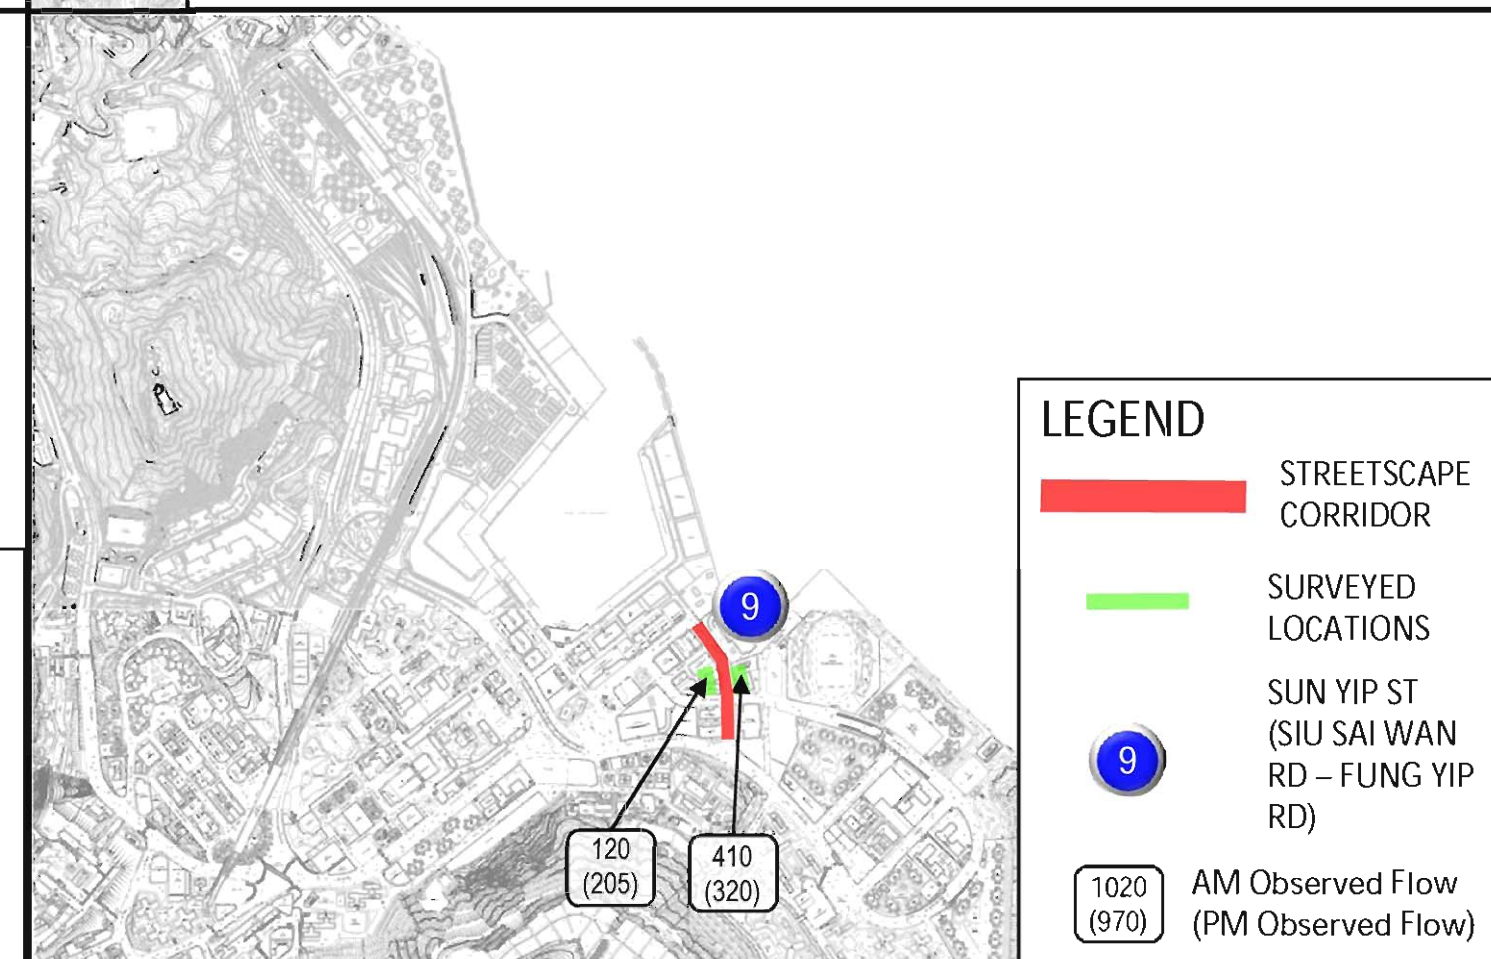 9
120
(205)
410
(320)
LEGEND
STREETSCAPE
CORRIDOR
SURVEYED
LOCATIONS
9
SUN YIP ST
(SIU SAI WAN
RD – FUNG YIP
RD)
1020
(970)
AM Observed Flow
(PM Observed Flow)